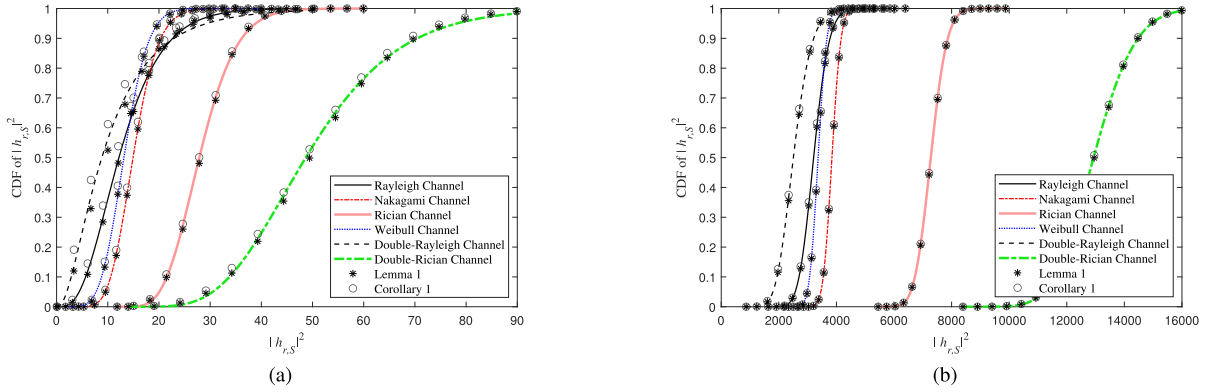 1
0.9
0.8
0.7
0.6
0.5
0.4
0.3
0.2
0.1
0
CDF of |h_{r,S}|^2
0 10 20 30 40 50 60 70 80 90
|h_{r,S}|^2
Rayleigh Channel
Nakagami Channel
Rician Channel
Weibull Channel
Double-Rayleigh Channel
Double-Rician Channel
Lemma 1
Corollary 1
(a)
1
0.9
0.8
0.7
0.6
0.5
0.4
0.3
0.2
0.1
0
CDF of |h_{r,S}|^2
0 2000 4000 6000 8000 10000 12000 14000 16000
|h_{r,S}|^2
Rayleigh Channel
Nakagami Channel
Rician Channel
Weibull Channel
Double-Rayleigh Channel
Double-Rician Channel
Lemma 1
Corollary 1
(b)